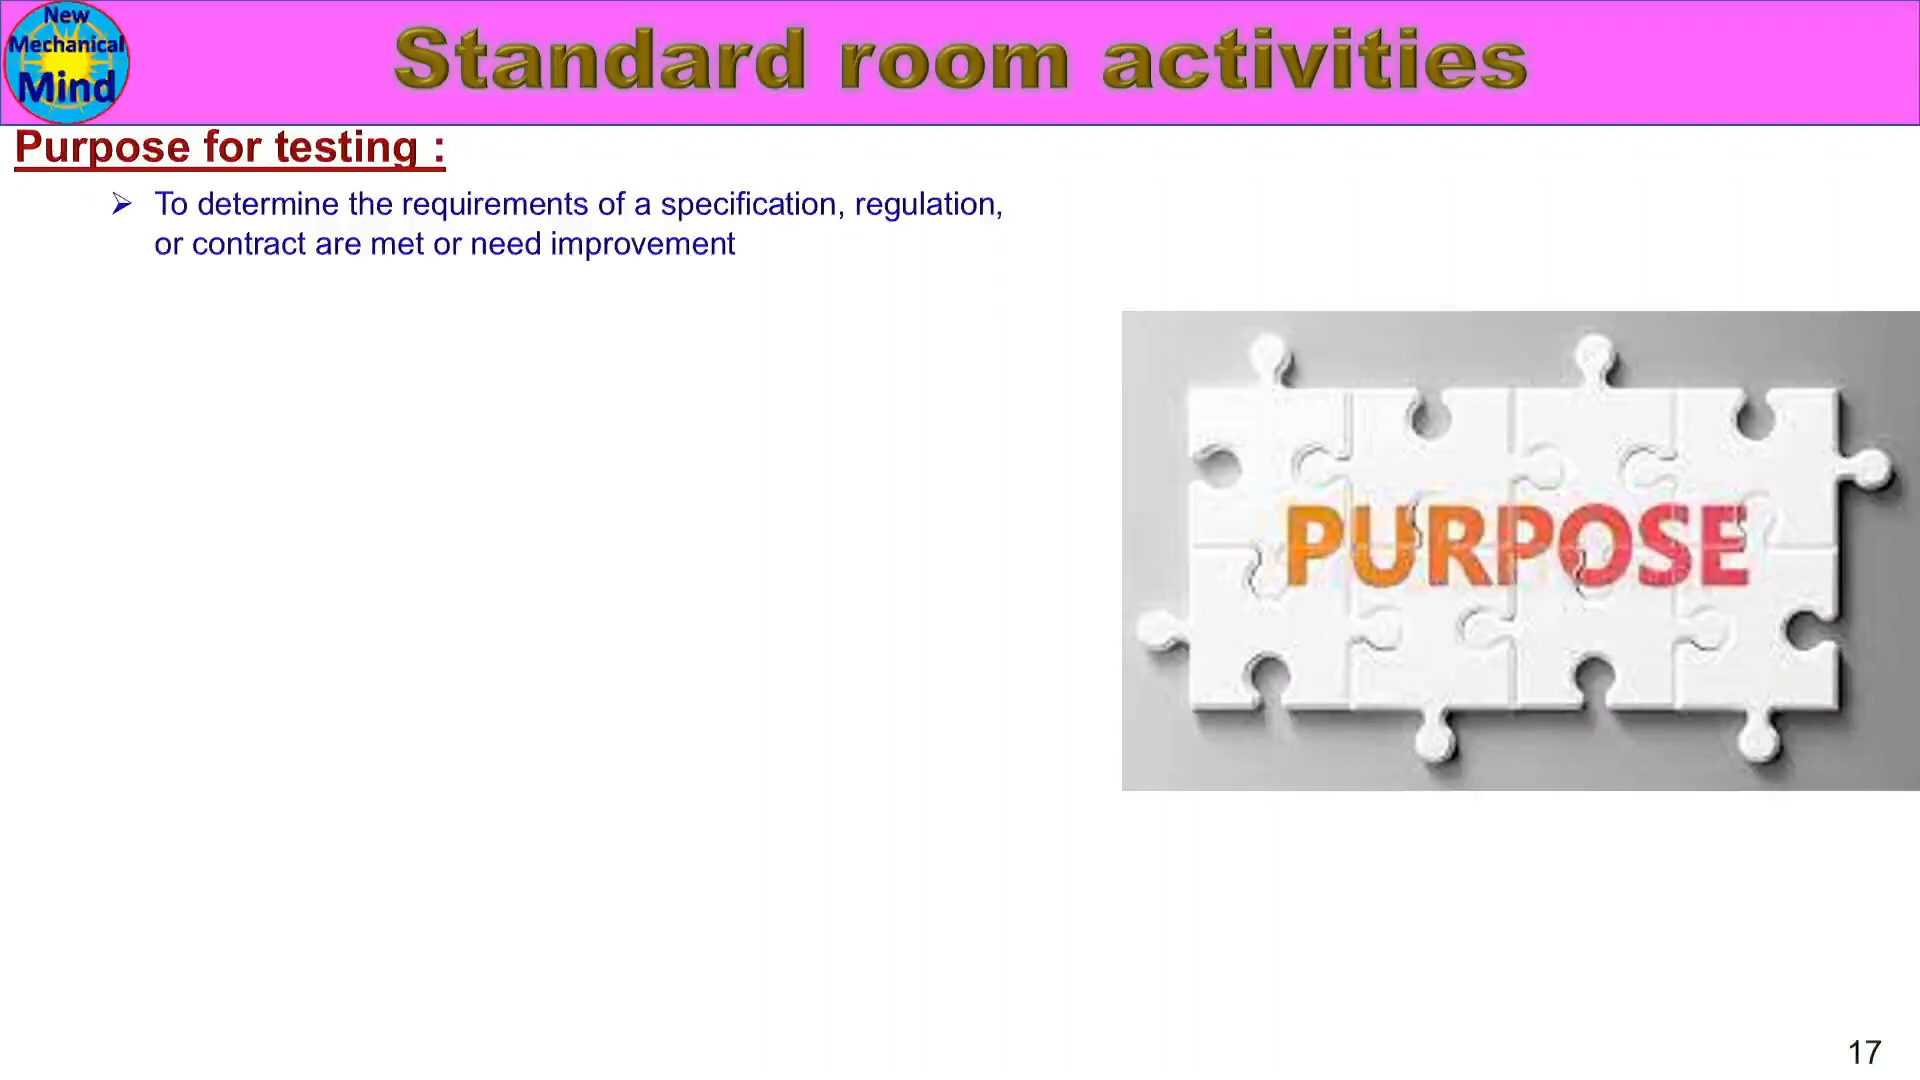 New
Mechanical
Mind
Standard room activities
Purpose for testing :
➢ To determine the requirements of a specification, regulation,
or contract are met or need improvement
PURPOSE
17